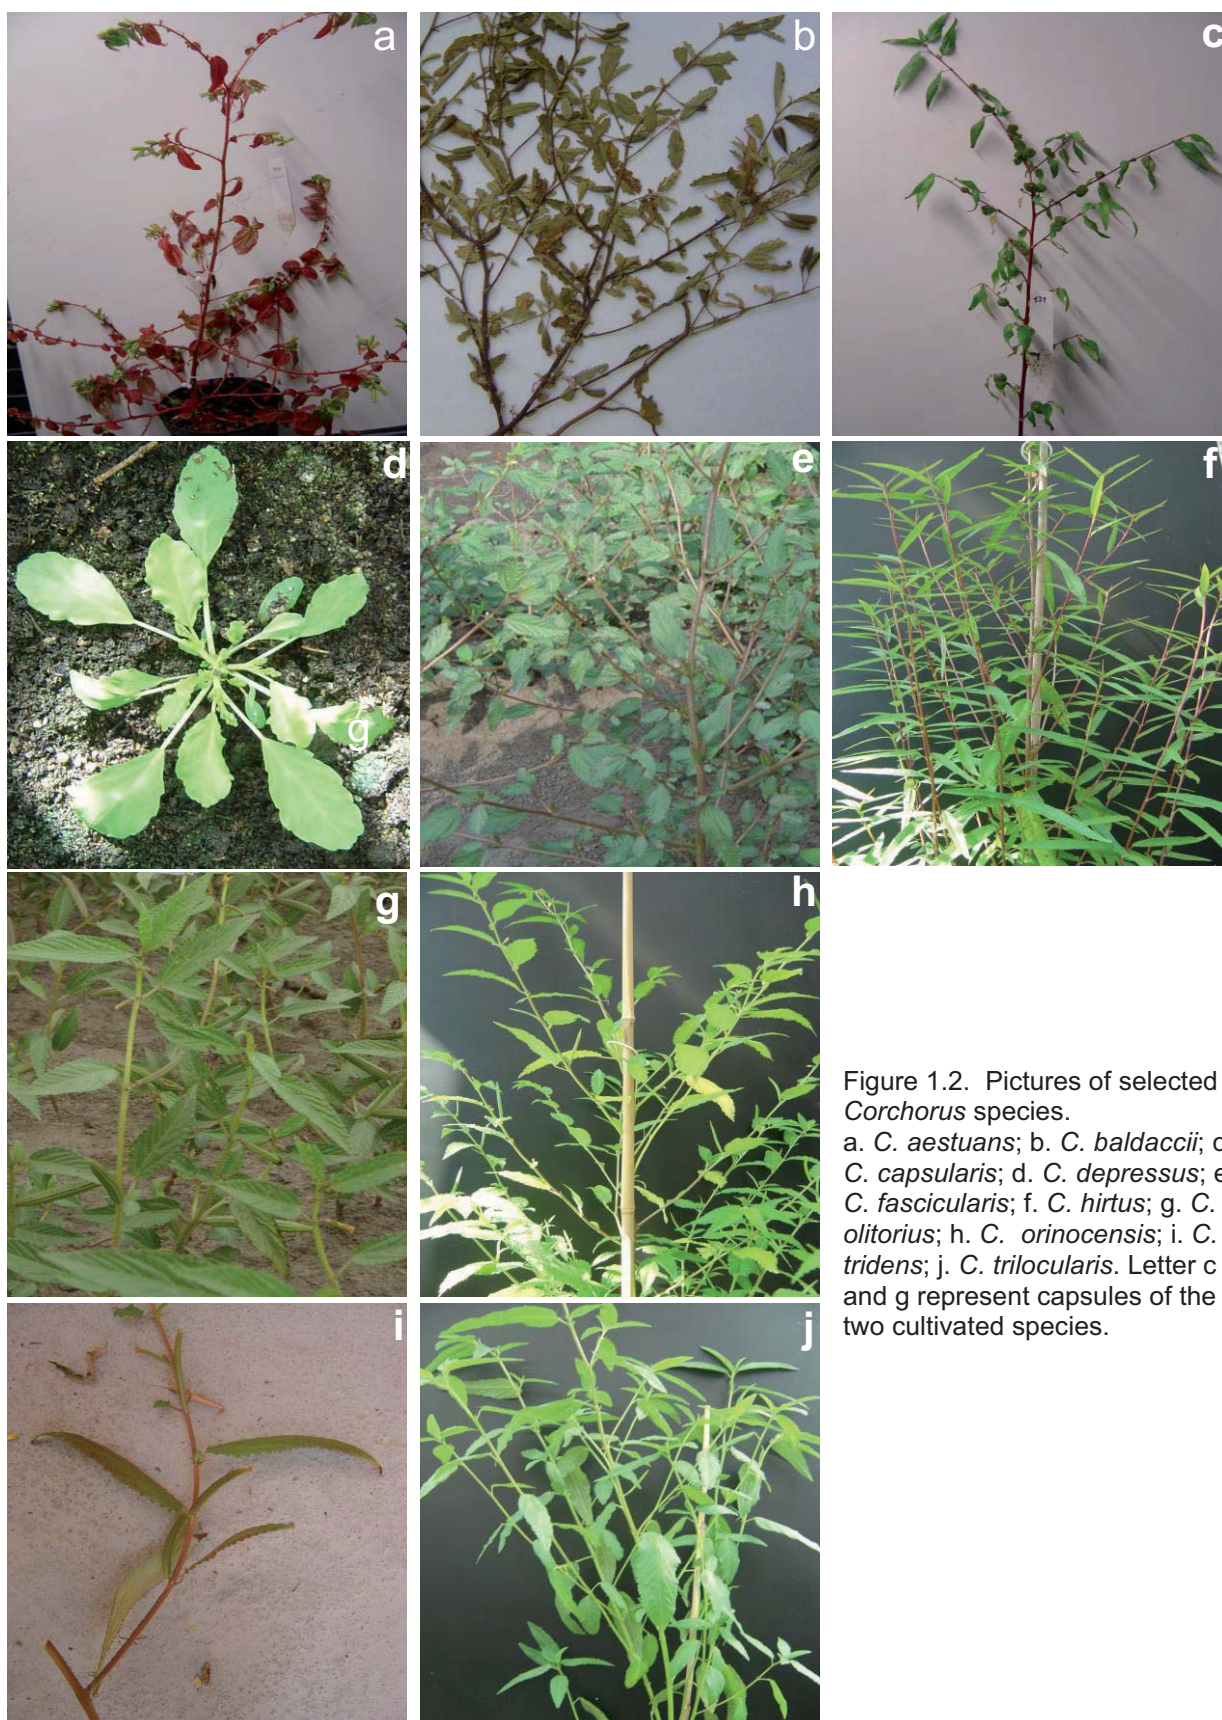 a
b
c
d
e
f
g
g
h
i
j
131
Figure 1.2. Pictures of selected
Corchorus species.
a. C. aestuans; b. C. baldaccii; c
C. capsularis; d. C. depressus; e
C. fascicularis; f. C. hirtus; g. C.
olitorius; h. C. orinocensis; i. C.
tridens; j. C. trilocularis. Letter c
and g represent capsules of the
two cultivated species.